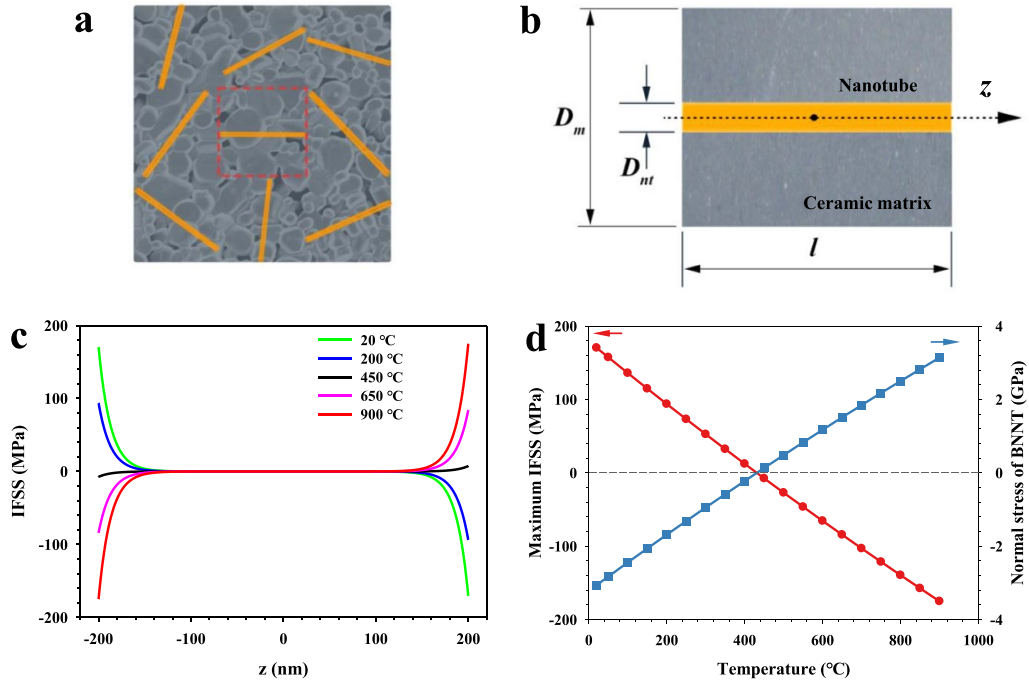 a
b
Nanotube
z
D_m
D_nt
Ceramic matrix
l
c
200
100
0
-100
-200
IFSS (MPa)
20 °C
200 °C
450 °C
650 °C
900 °C
-200 -100 0 100 200
z (nm)
d
200
100
0
-100
-200
Maximum IFSS (MPa)
4
2
0
-2
-4
Normal stress of BNNT (GPa)
0 200 400 600 800 1000
Temperature (°C)